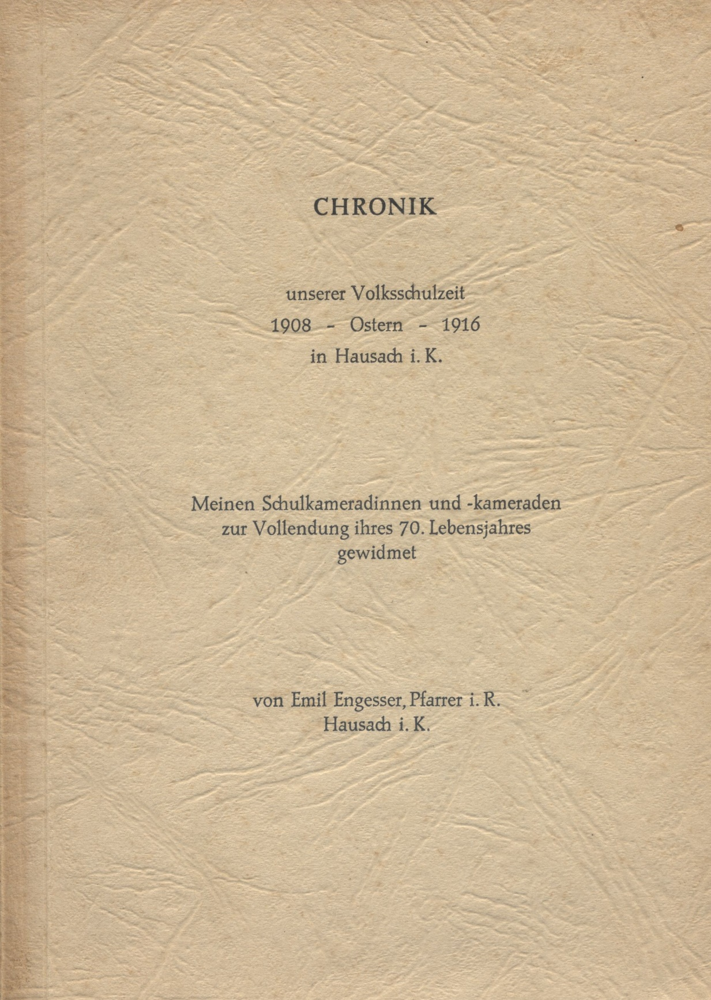 CHRONIK
unserer Volksschulzeit
1908 - Ostern - 1916
in Hausach i. K.
Meinen Schulkameradinnen und -kameraden
zur Vollendung ihres 70. Lebensjahres
gewidmet
von Emil Engesser, Pfarrer i. R.
Hausach i. K.